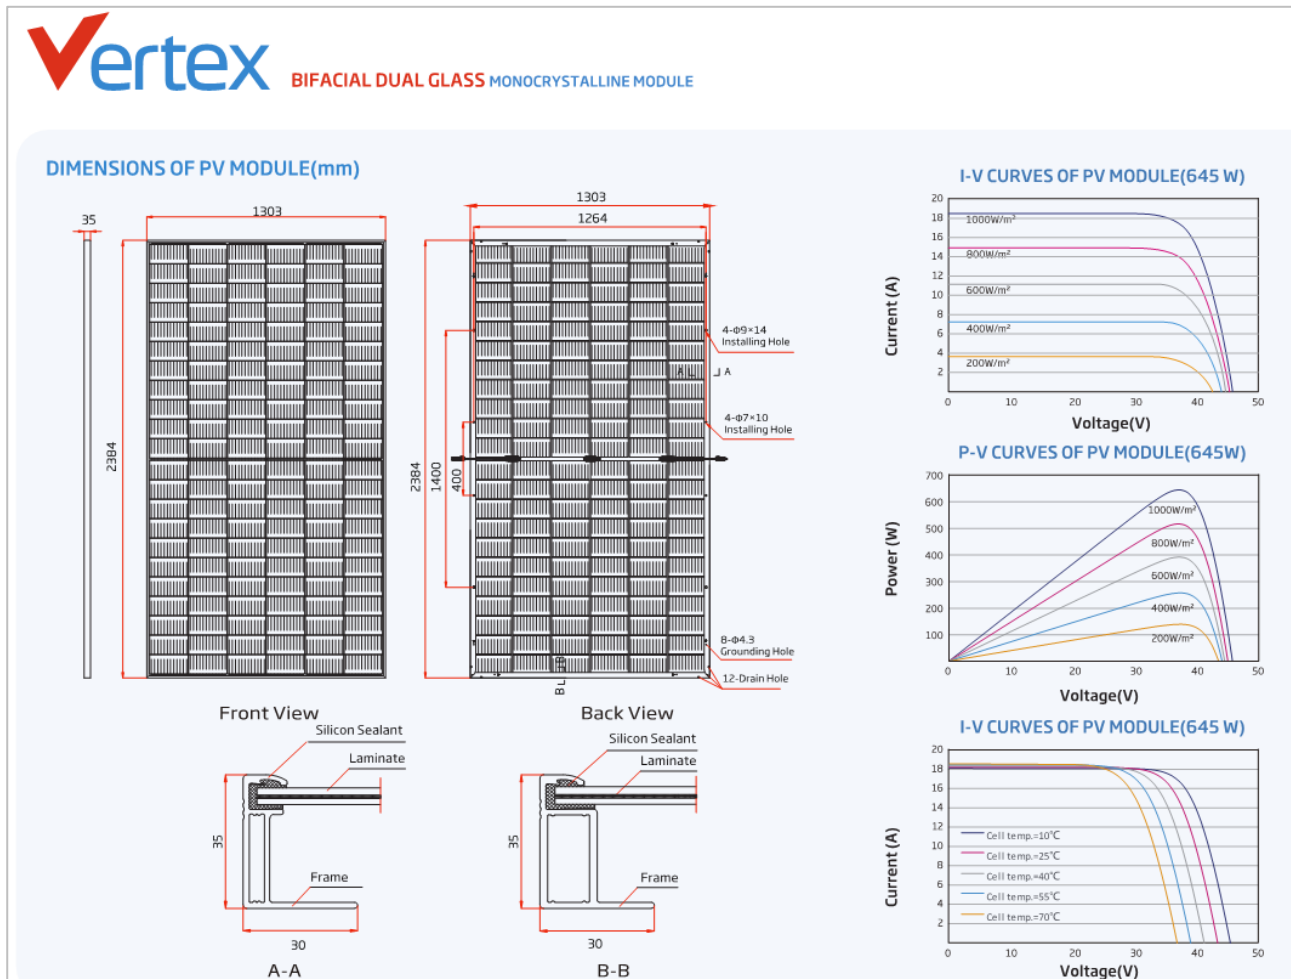 Vertex BIFACIAL DUAL GLASS MONOCRYSTALLINE MODULE
DIMENSIONS OF PV MODULE(mm)
35
1303
2384
Front View
1303
1264
2384
1400
400
4-Φ9×14
Installing Hole
A
A
4-Φ7×10
Installing Hole
8-Φ4.3
Grounding Hole
12-Drain Hole
B
B
Back View
Silicon Sealant
Laminate
35
Frame
30
A-A
Silicon Sealant
Laminate
35
Frame
30
B-B
I-V CURVES OF PV MODULE(645 W)
Current (A)
20
18
16
14
12
10
8
6
4
2
1000W/m²
800W/m²
600W/m²
400W/m²
200W/m²
0 10 20 30 40 50
Voltage(V)
P-V CURVES OF PV MODULE(645W)
Power (W)
700
600
500
400
300
200
100
1000W/m²
800W/m²
600W/m²
400W/m²
200W/m²
0 10 20 30 40 50
Voltage(V)
I-V CURVES OF PV MODULE(645 W)
Current (A)
20
18
16
14
12
10
8
6
4
2
Cell temp.=10℃
Cell temp.=25℃
Cell temp.=40℃
Cell temp.=55℃
Cell temp.=70℃
0 10 20 30 40 50
Voltage(V)